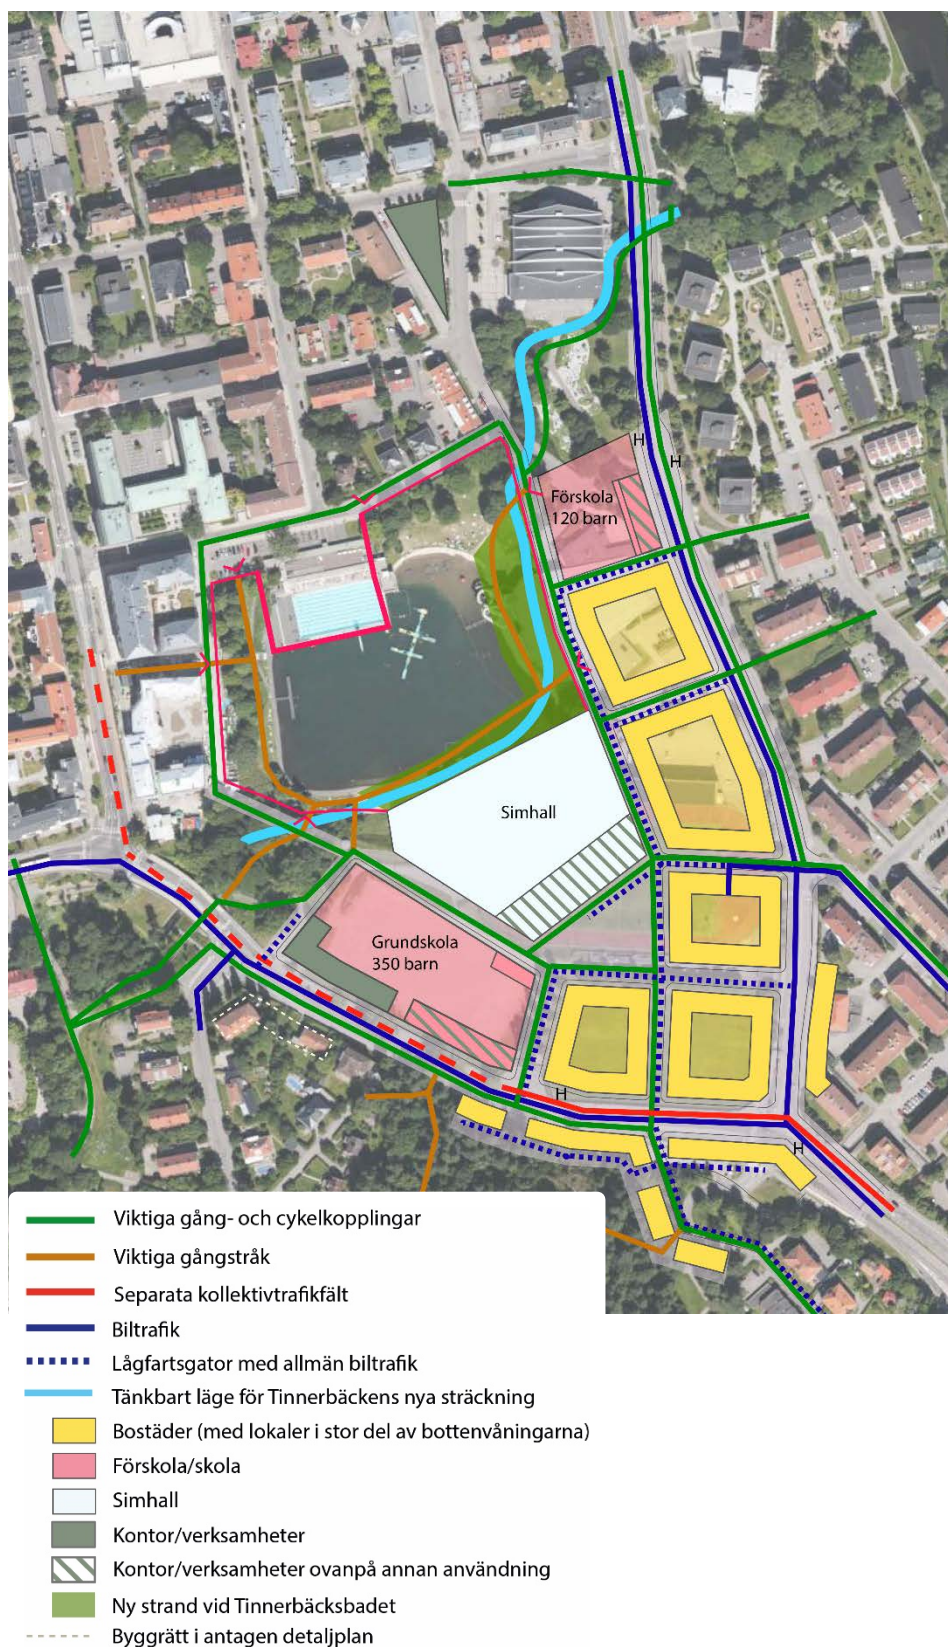 H
H
Förskola
120 barn
Simhall
Grundskola
350 barn
H
H
Viktiga gång- och cykelkopplingar
Viktiga gångstråk
Separata kollektivtrafikfält
Biltrafik
Lågfartsgator med allmän biltrafik
Tänkbart läge för Tinnerbäckens nya sträckning
Bostäder (med lokaler i stor del av bottenvåningarna)
Förskola/skola
Simhall
Kontor/verksamheter
Kontor/verksamheter ovanpå annan användning
Ny strand vid Tinnerbäcksbadet
Byggrätt i antagen detaljplan